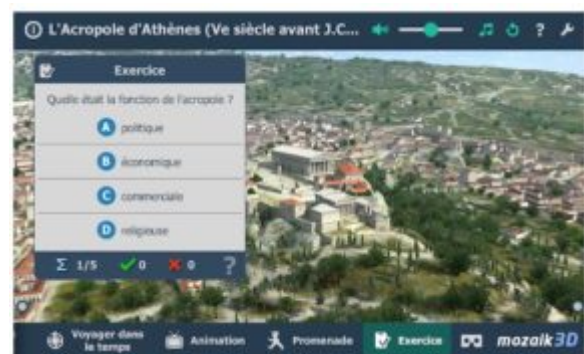 L'Acropole d'Athènes (Ve siècle avant J.C...
?
Exercice
Quelle était la fonction de l'acropole ?
A politique
B économique
C commerciale
D religieuse
Σ 1/5 0 0 ?
Voyager dans
le temps
Animation
Promenade
Exercice
mozaik3D